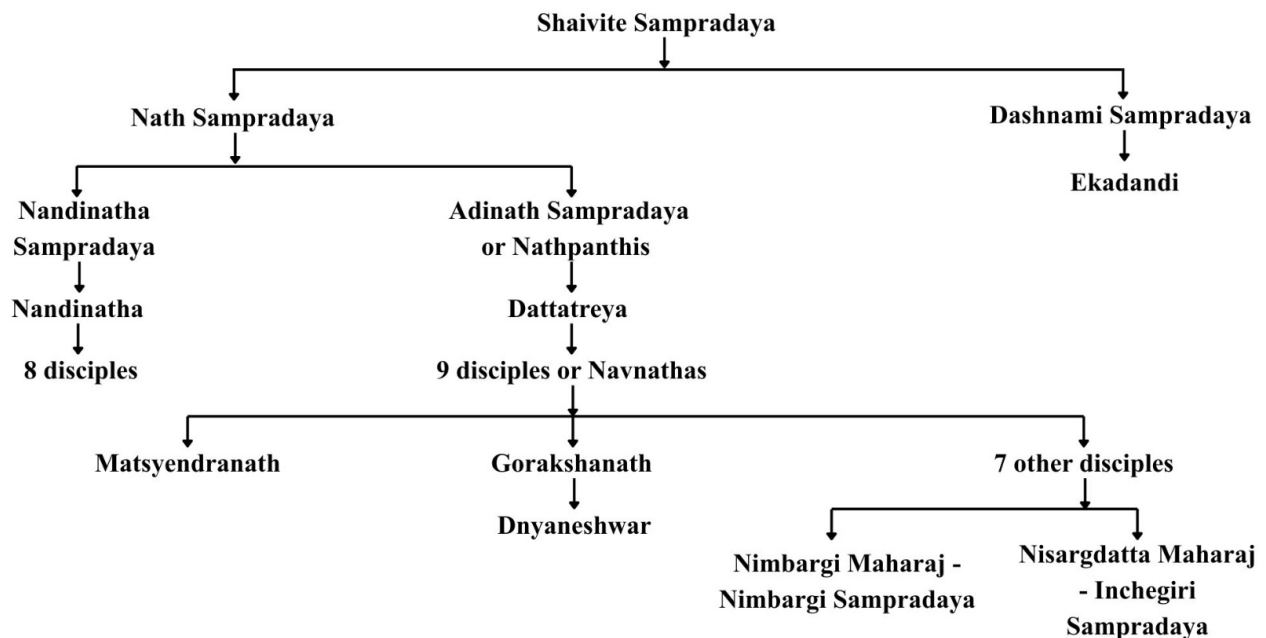 Shaivite Sampradaya
Nath Sampradaya
Dashnami Sampradaya
Ekadandi
Nandinatha
Sampradaya
Adinath Sampradaya
or Nathpanthis
Nandinatha
Dattatreya
8 disciples
9 disciples or Navnathas
Matsyendranath
Gorakshanath
7 other disciples
Dnyaneshwar
Nimbargi Maharaj -
Nimbargi Sampradaya
Nisargdatta Maharaj
- Inchegiri
Sampradaya